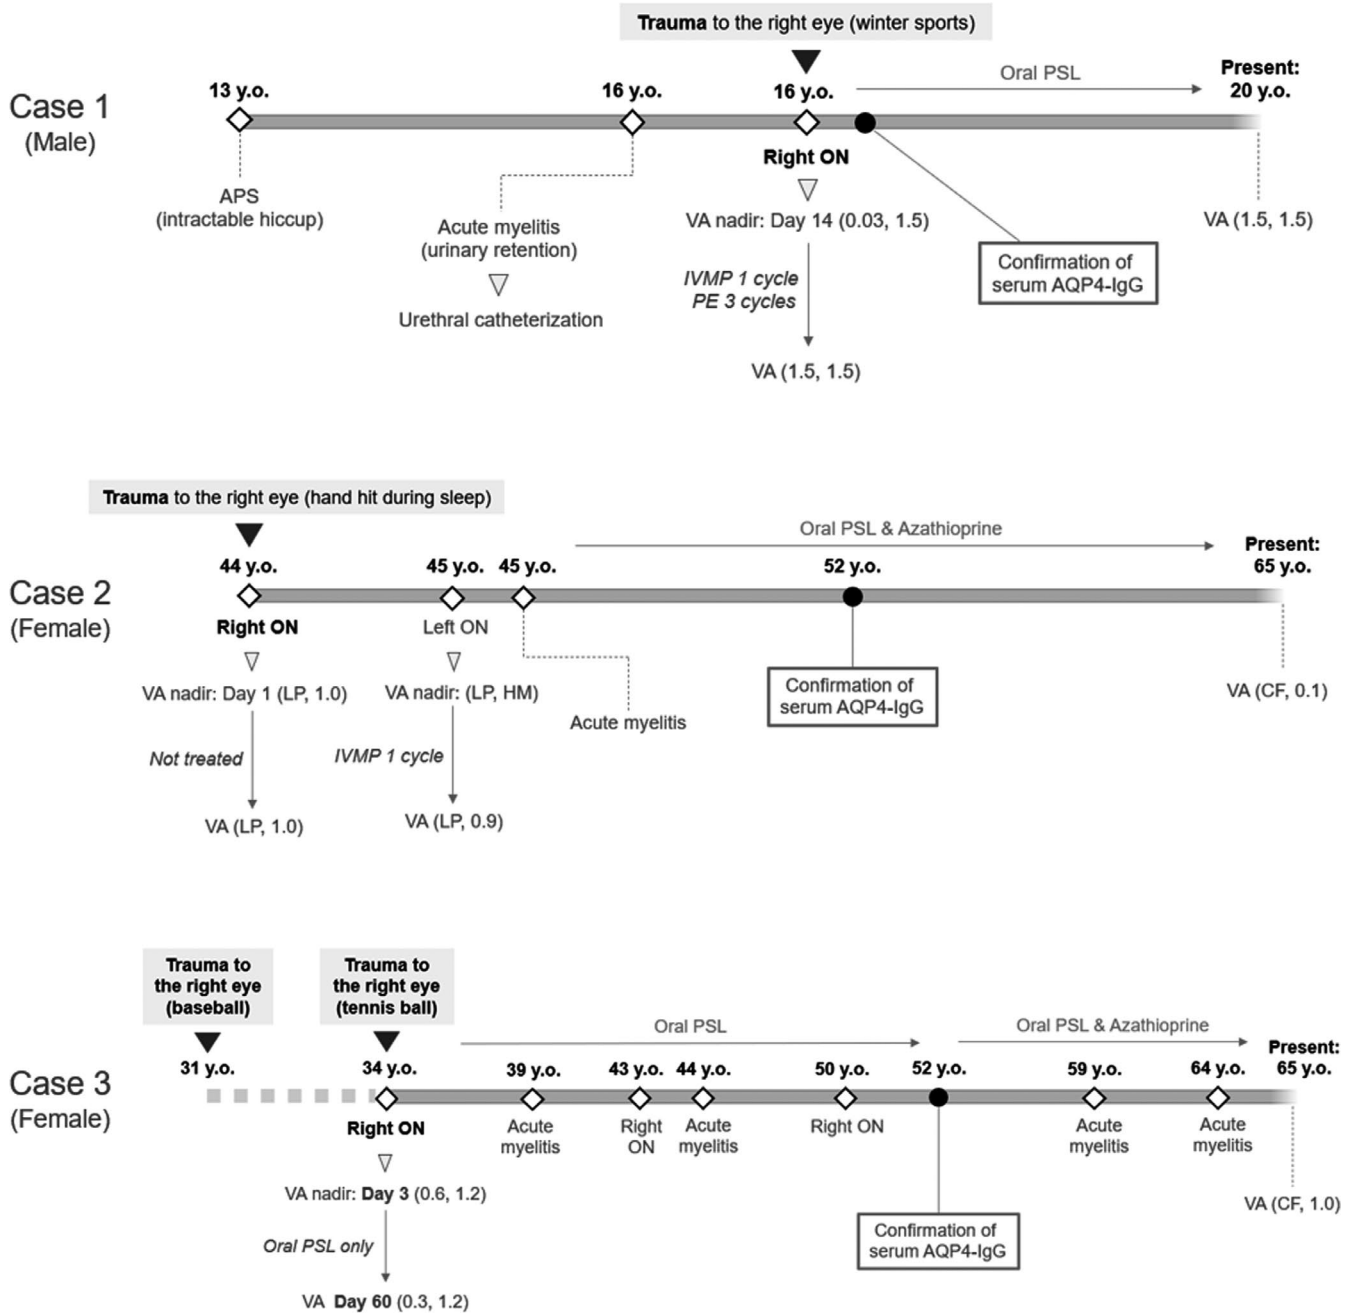 Trauma to the right eye (winter sports)
Oral PSL
Present:
13 y.o.
16 y.o.
16 y.o.
20 y.o.
Case 1
(Male)
Right ON
APS
(intractable hiccup)
Acute myelitis
(urinary retention)
Urethral catheterization
VA nadir: Day 14 (0.03, 1.5)
IVMP 1 cycle
PE 3 cycles
VA (1.5, 1.5)
Confirmation of
serum AQP4-IgG
VA (1.5, 1.5)
Trauma to the right eye (hand hit during sleep)
Oral PSL & Azathioprine
Present:
44 y.o.
45 y.o.
45 y.o.
52 y.o.
65 y.o.
Case 2
(Female)
Right ON
Left ON
VA nadir: Day 1 (LP, 1.0)
VA nadir: (LP, HM)
Acute myelitis
Confirmation of
serum AQP4-IgG
VA (CF, 0.1)
Not treated
IVMP 1 cycle
VA (LP, 1.0)
VA (LP, 0.9)
Trauma to
the right eye
(baseball)
Trauma to
the right eye
(tennis ball)
Oral PSL
Oral PSL & Azathioprine
Present:
31 y.o.
34 y.o.
39 y.o.
43 y.o.
44 y.o.
50 y.o.
52 y.o.
59 y.o.
64 y.o.
65 y.o.
Case 3
(Female)
Right ON
Acute
myelitis
Right
ON
Acute
myelitis
Right ON
Acute
myelitis
Acute
myelitis
VA nadir: Day 3 (0.6, 1.2)
Oral PSL only
VA Day 60 (0.3, 1.2)
Confirmation of
serum AQP4-IgG
VA (CF, 1.0)